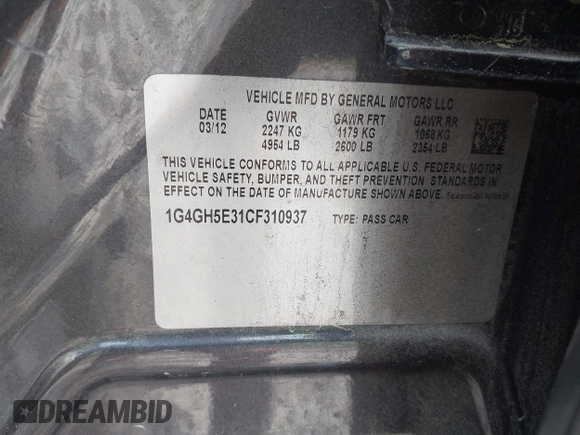 VEHICLE MFD BY GENERAL MOTORS LLC
DATE GVWR GAWR FRT GAWR RR
03/12 2247 KG 1179 KG 1068 KG
4954 LB 2600 LB 2354 LB
THIS VEHICLE CONFORMS TO ALL APPLICABLE U.S. FEDERAL MOTOR
VEHICLE SAFETY, BUMPER, AND THEFT PREVENTION STANDARDS IN
EFFECT ON THE DATE OF MANUFACTURE SHOWN ABOVE.
1G4GH5E31CF310937 TYPE: PASS CAR
DREAMBID